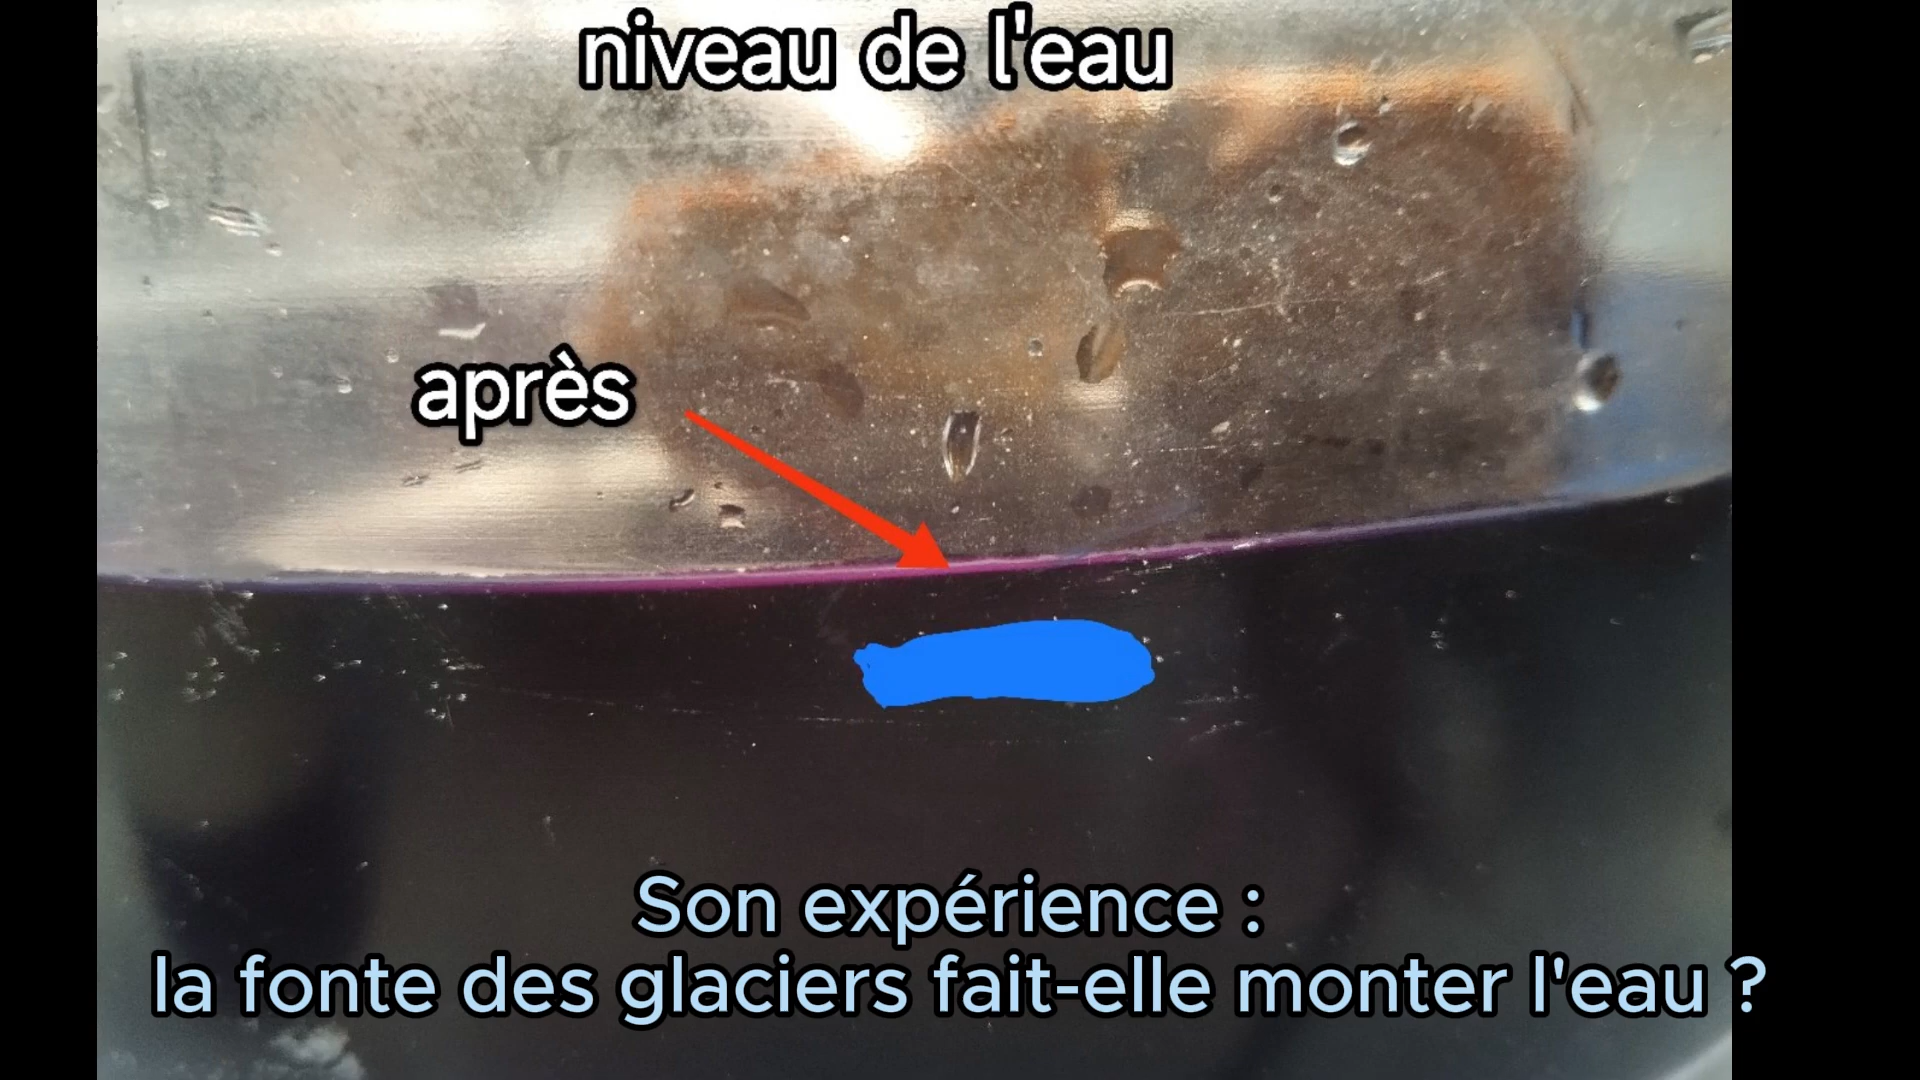 niveau de l'eau
après
Son expérience :
la fonte des glaciers fait-elle monter l'eau ?